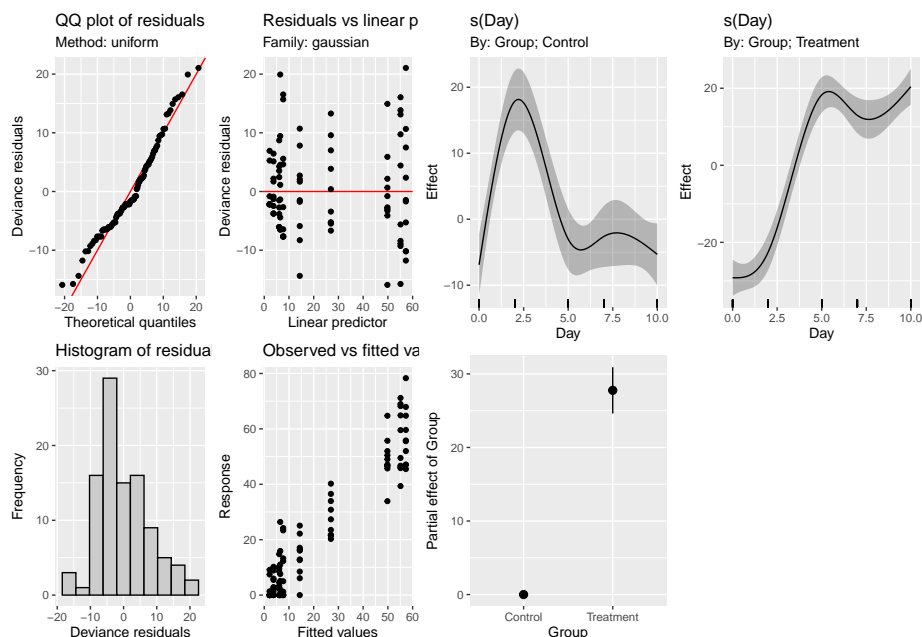 QQ plot of residuals
Method: uniform
Deviance residuals
20
10
0
−10
−20
−10
0
10
20
Theoretical quantiles
Residuals vs linear p
Family: gaussian
Deviance residuals
20
10
0
−10
0
10
20
30
40
50
60
Linear predictor
s(Day)
By: Group; Control
Effect
20
10
0
−10
0.0
2.5
5.0
7.5
10.0
Day
s(Day)
By: Group; Treatment
Effect
20
0
−20
0.0
2.5
5.0
7.5
10.0
Day
Histogram of residual
Frequency
30
20
10
0
−20
−10
0
10
20
Deviance residuals
Observed vs fitted va
Response
80
60
40
20
0
0
10
20
30
40
50
60
Fitted values
Partial effect of Group
30
20
10
0
Control
Treatment
Group